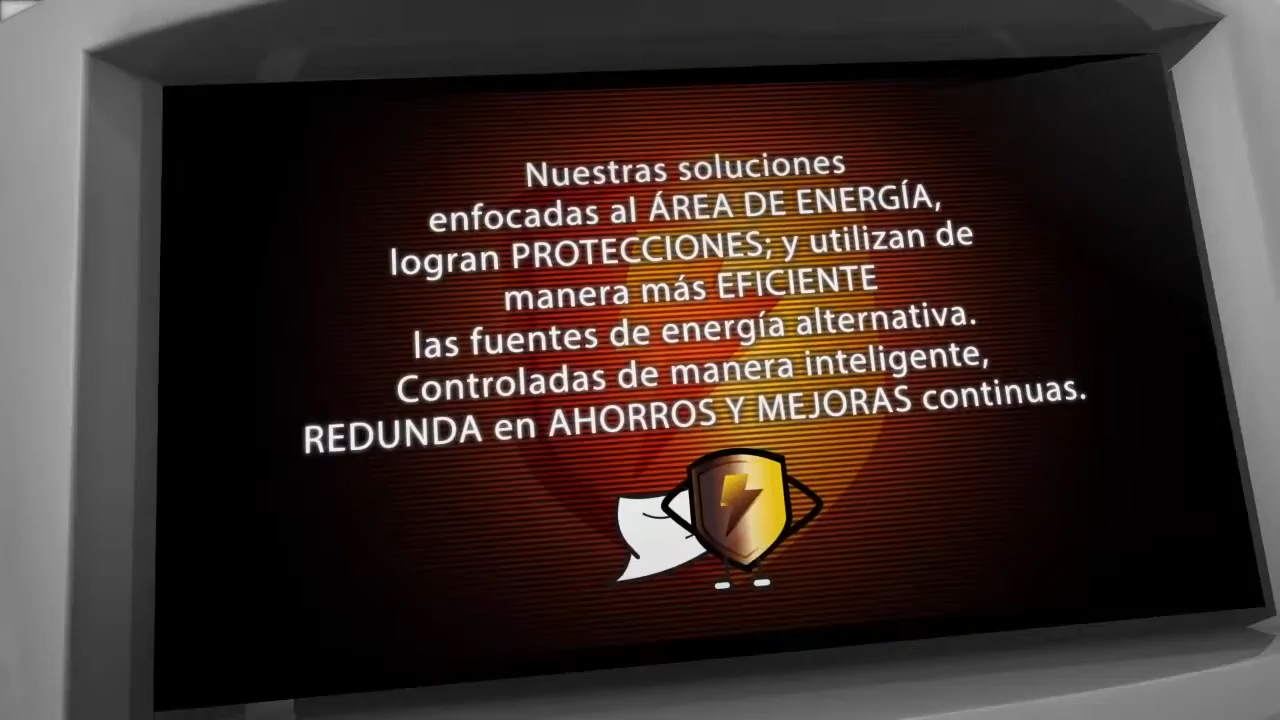 Nuestras soluciones
enfocadas al ÁREA DE ENERGÍA,
logran PROTECCIONES; y utilizan de
manera más EFICIENTE
las fuentes de energía alternativa.
Controladas de manera inteligente,
REDUNDA en AHORROS Y MEJORAS continuas.